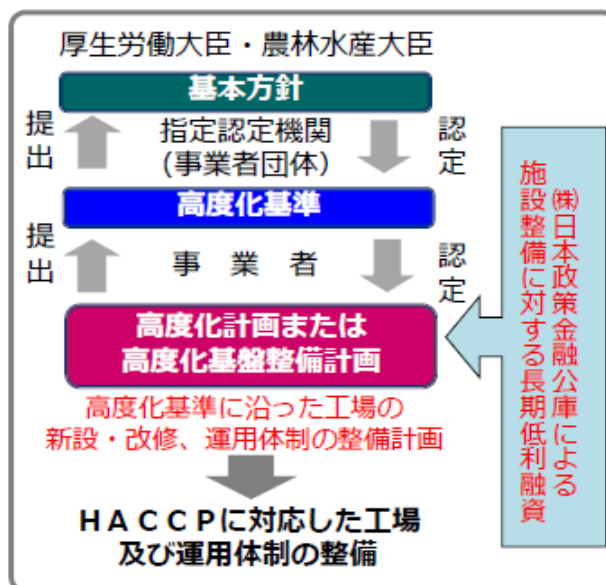 厚生労働大臣・農林水産大臣
基本方針
提出
指定認定機関
(事業者団体)
認定
高度化基準
提出
事業者
認定
高度化計画または
高度化基盤整備計画
高度化基準に沿った工場の
新設・改修、運用体制の整備計画
HACCPに対応した工場
及び運用体制の整備
㈱日本政策金融公庫による
施設整備に対する長期低利融資